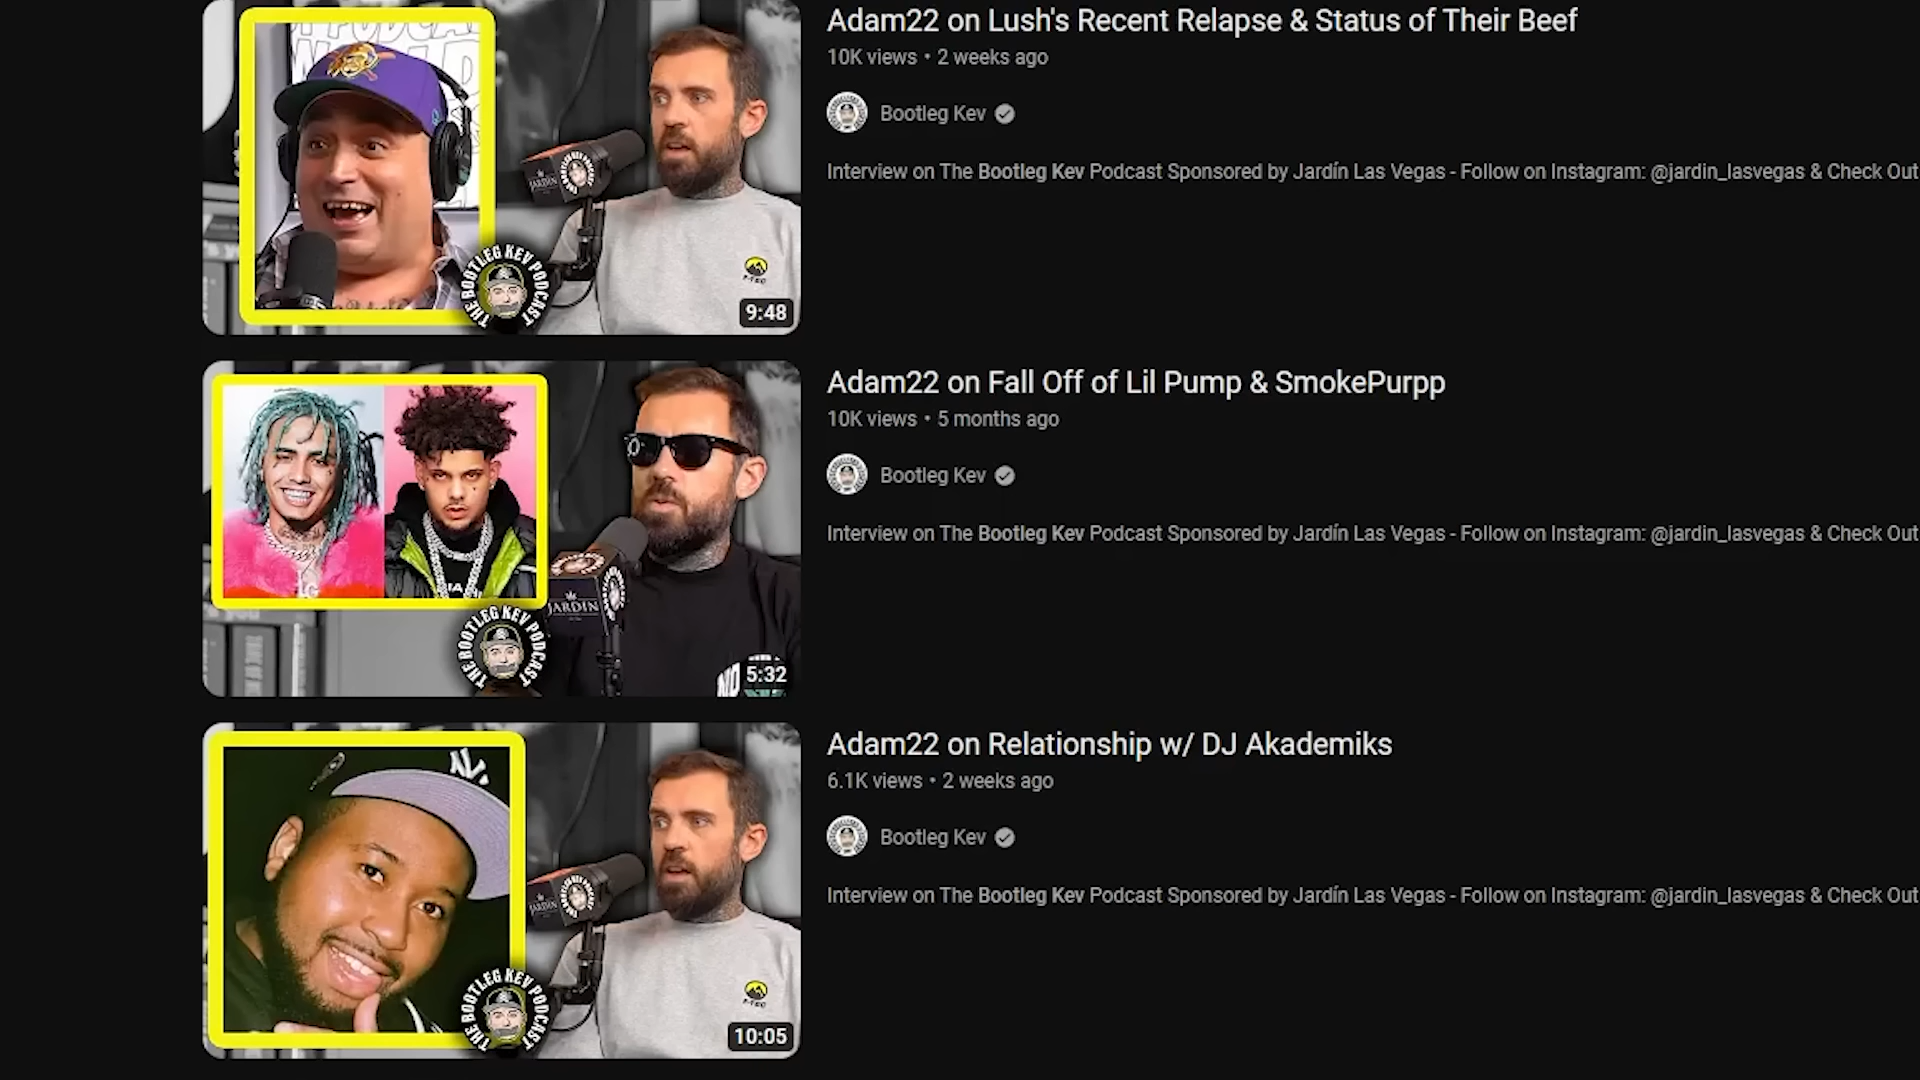 Adam22 on Lush's Recent Relapse & Status of Their Beef
10K views • 2 weeks ago
Bootleg Kev
Interview on The Bootleg Kev Podcast Sponsored by Jardín Las Vegas - Follow on Instagram: @jardin_lasvegas & Check Out
JARDÍN
THE BOOTLEG KEV PODCAST
9:48
Adam22 on Fall Off of Lil Pump & SmokePurpp
10K views • 5 months ago
Bootleg Kev
Interview on The Bootleg Kev Podcast Sponsored by Jardín Las Vegas - Follow on Instagram: @jardin_lasvegas & Check Out
JARDÍN
THE BOOTLEG KEV PODCAST
5:32
Adam22 on Relationship w/ DJ Akademiks
6.1K views • 2 weeks ago
Bootleg Kev
Interview on The Bootleg Kev Podcast Sponsored by Jardín Las Vegas - Follow on Instagram: @jardin_lasvegas & Check Out
JARDÍN
THE BOOTLEG KEV PODCAST
10:05